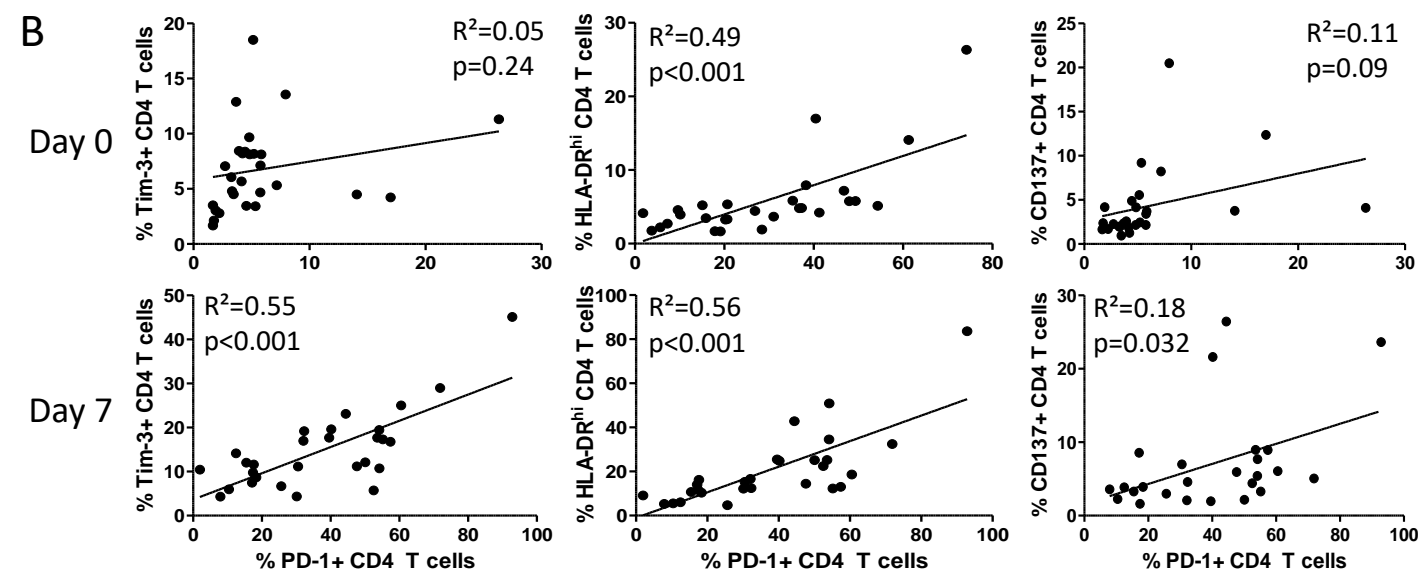 B
Day 0
% Tim-3+ CD4 T cells
20
15
10
5
0
0 10 20 30
R²=0.05
p=0.24
% HLA-DRhi CD4 T cells
30
20
10
0
0 20 40 60 80
R²=0.49
p<0.001
% CD137+ CD4 T cells
25
20
15
10
5
0
0 10 20 30
R²=0.11
p=0.09
Day 7
% Tim-3+ CD4 T cells
50
40
30
20
10
0
0 20 40 60 80 100
% PD-1+ CD4 T cells
R²=0.55
p<0.001
% HLA-DRhi CD4 T cells
100
80
60
40
20
0
0 20 40 60 80 100
% PD-1+ CD4 T cells
R²=0.56
p<0.001
% CD137+ CD4 T cells
30
20
10
0
0 20 40 60 80 100
% PD-1+ CD4 T cells
R²=0.18
p=0.032